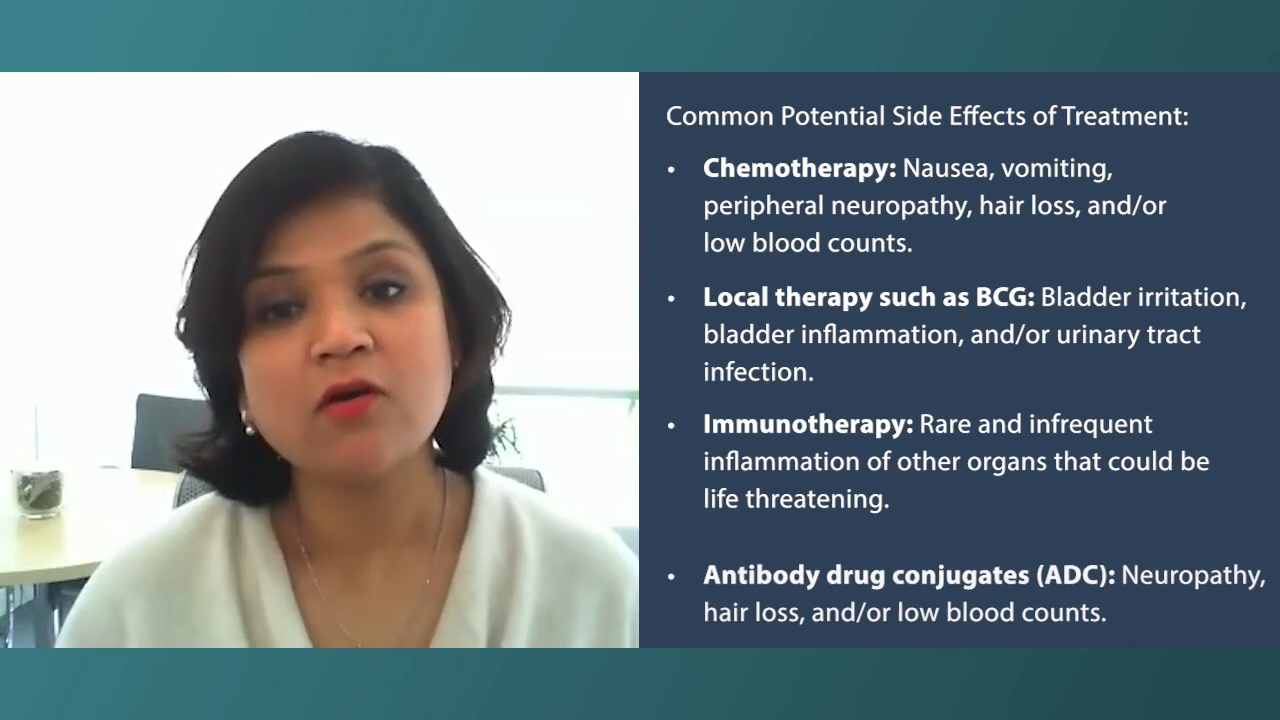 Common Potential Side Effects of Treatment:
• Chemotherapy: Nausea, vomiting,
peripheral neuropathy, hair loss, and/or
low blood counts.
• Local therapy such as BCG: Bladder irritation,
bladder inflammation, and/or urinary tract
infection.
• Immunotherapy: Rare and infrequent
inflammation of other organs that could be
life threatening.
• Antibody drug conjugates (ADC): Neuropathy,
hair loss, and/or low blood counts.